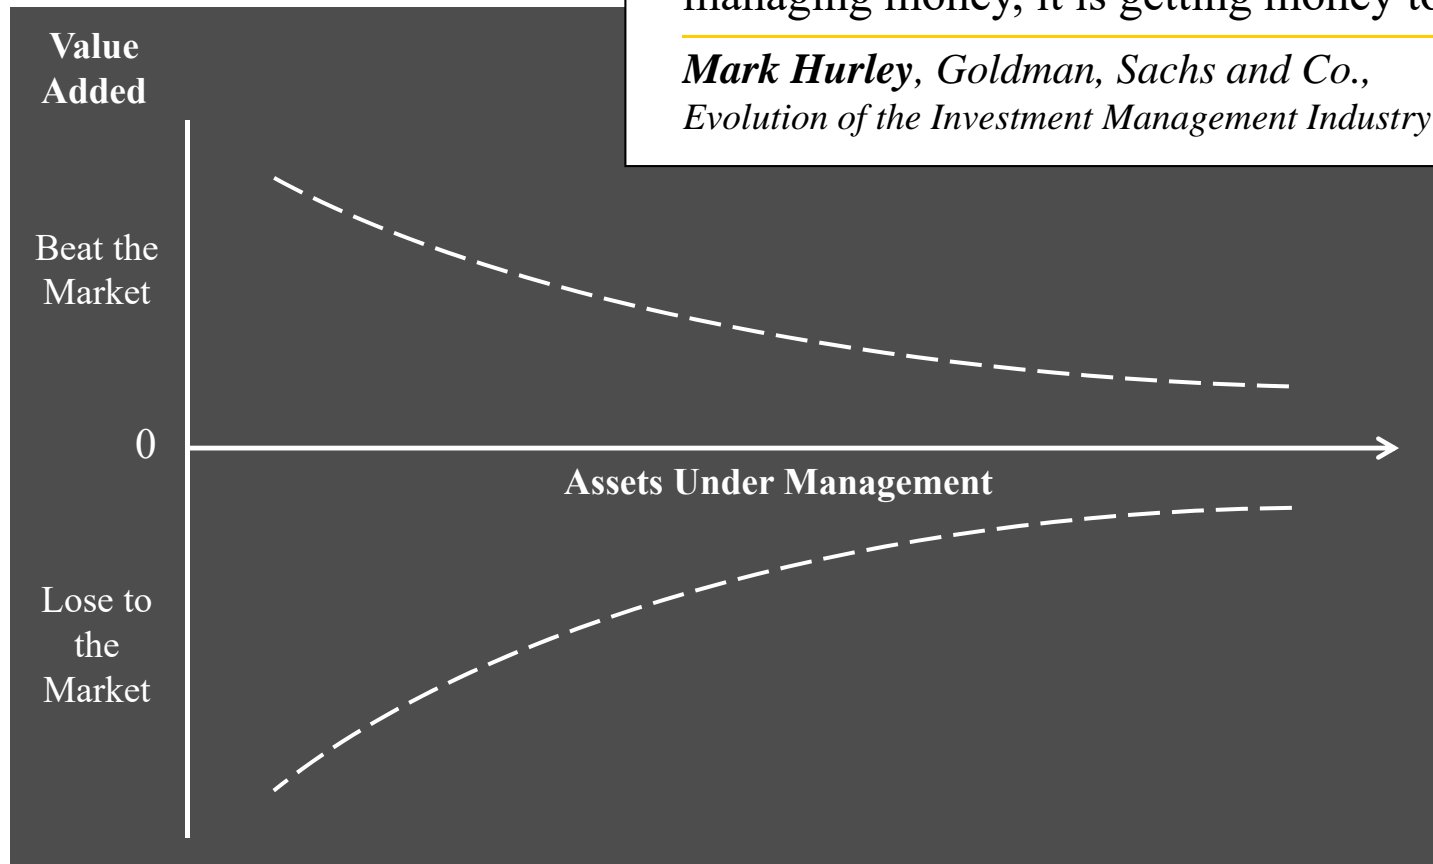 managing money, it is getting money to
Mark Hurley, Goldman, Sachs and Co.,
Evolution of the Investment Management Industry
Value
Added
Beat the
Market
0
Assets Under Management
Lose to
the
Market